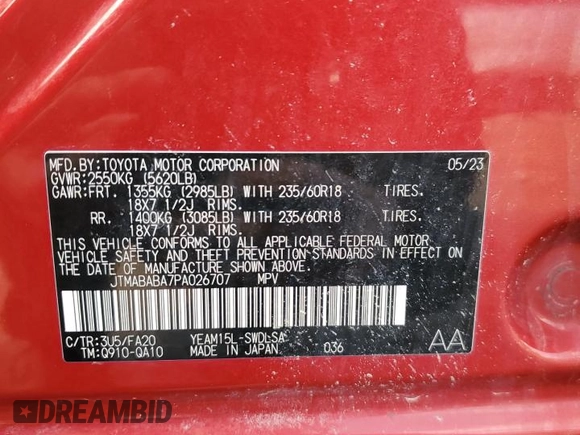 MFD.BY:TOYOTA MOTOR CORPORATION 05/23
GVWR:2550KG (5620LB)
GAWR:FRT. 1355KG (2985LB) WITH 235/60R18 TIRES.
18X7 1/2J RIMS.
RR. 1400KG (3085LB) WITH 235/60R18 TIRES.
18X7 1/2J RIMS.
THIS VEHICLE CONFORMS TO ALL APPLICABLE FEDERAL MOTOR
VEHICLE SAFETY AND THEFT PREVENTION STANDARDS IN EFFECT ON
THE DATE OF MANUFACTURE SHOWN ABOVE.
JTMABABA7PA026707 MPV
C/TR:3U5/FA20 YEAM15L-SWDLSA AA
TM:Q910-QA10 MADE IN JAPAN 036
DREAMBID